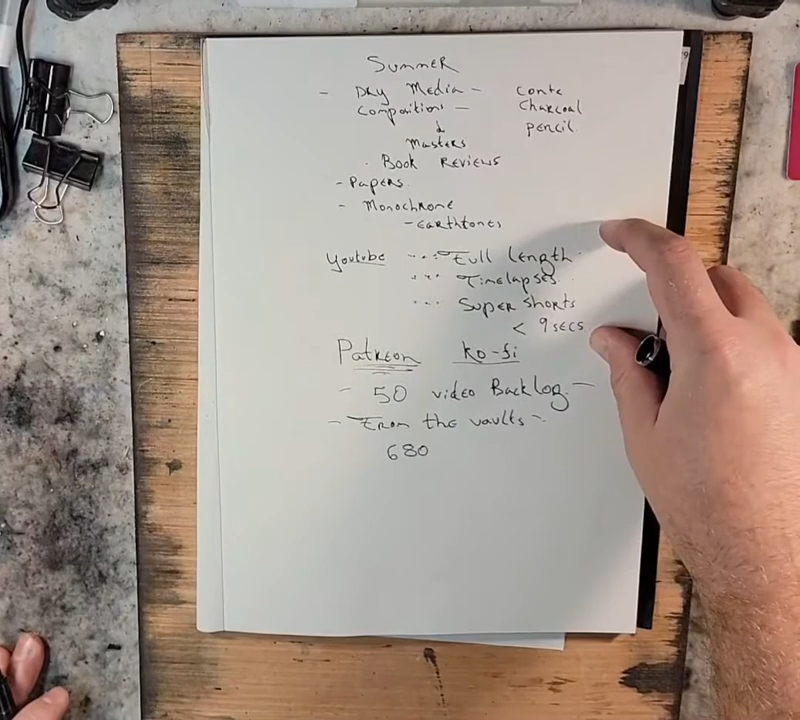 Summer
- Dry Media - Conte
Compositions - Charcoal
& pencil.
Masters
. Book Reviews
- Papers.
- Monochrome
- Earthtones
Youtube ... Full length
... Timelapses.
... Super shorts
< 9 secs
Patreon Ko-fi
- 50 video Backlog. -
- From the vaults -.
680